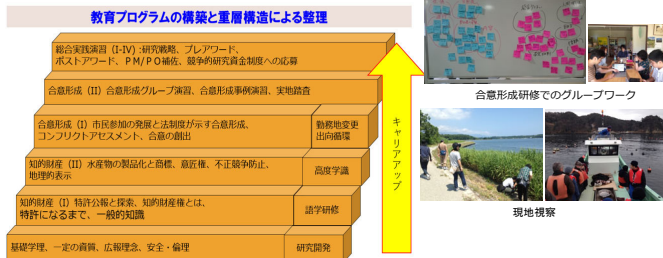 教育プログラムの構築と重層構造による整理
総合実践演習(I-IV):研究戦略、プレアワード、
ポストアワード、PM/PO補佐、競争的研究資金制度への応募
合意形成(II)合意形成グループ演習、合意形成事例演習、実地踏査
合意形成(I)市民参加の発展と法制度が示す合意形成、
コンフリクトアセスメント、合意の創出
勤務地変更
出向循環
知的財産(II)水産物の製品化と商標、意匠権、不正競争防止、
地理的表示
高度学識
知的財産(I)特許公報と探索、知的財産権とは、
特許になるまで、一般的知識
語学研修
基礎学理、一定の資質、広報理念、安全・倫理
研究開発
キャリアアップ
合意形成研修でのグループワーク
現地視察